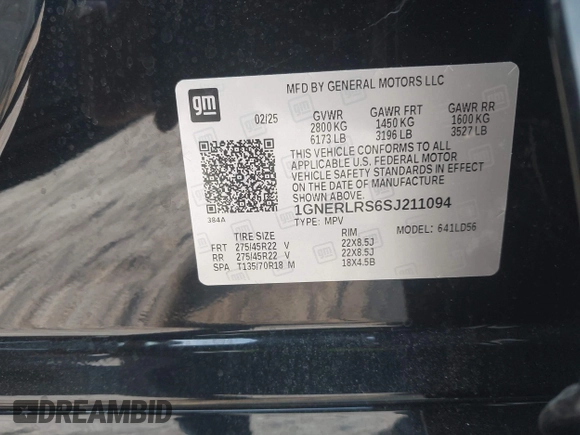 gm
MFD BY GENERAL MOTORS LLC
02/25 GVWR GAWR FRT GAWR RR
2800 KG 1450 KG 1600 KG
6173 LB 3196 LB 3527 LB
THIS VEHICLE CONFORMS TO ALL
APPLICABLE U.S. FEDERAL MOTOR
VEHICLE SAFETY STANDARDS IN EFFECT
ON THE DATE OF MANUFACTURE
SHOWN ABOVE.
384A 1GNERLRS6SJ211094
TYPE: MPV MODEL: 641LD56
TIRE SIZE RIM
FRT 275/45R22 V 22X8.5J
RR 275/45R22 V 22X8.5J
SPA T135/70R18 M 18X4.5B
DREAMBID